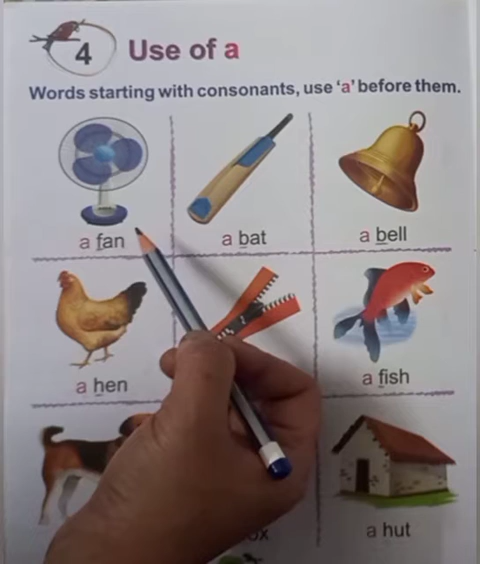 4
Use of a
Words starting with consonants, use 'a' before them.
a fan
a bat
a bell
a hen
a fish
a hut